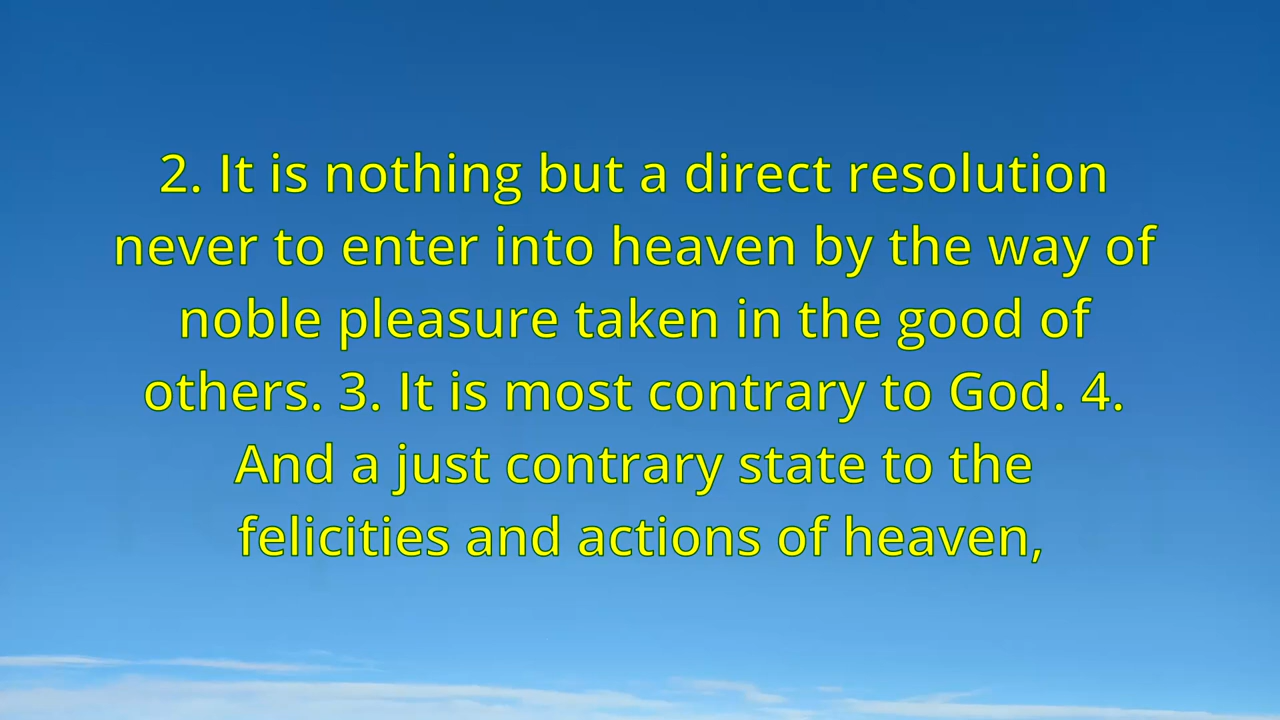 2. It is nothing but a direct resolution
never to enter into heaven by the way of
noble pleasure taken in the good of
others. 3. It is most contrary to God. 4.
And a just contrary state to the
felicities and actions of heaven,